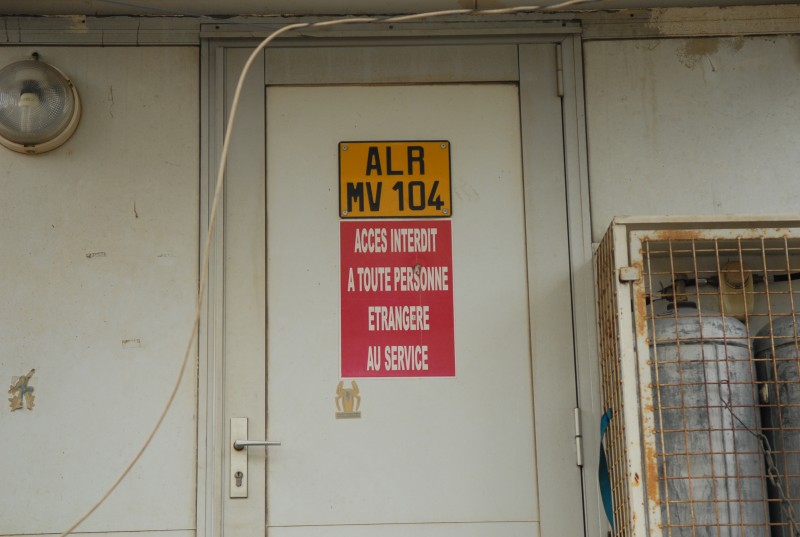 ALR
MV 104
ACCES INTERDIT
A TOUTE PERSONNE
ETRANGERE
AU SERVICE